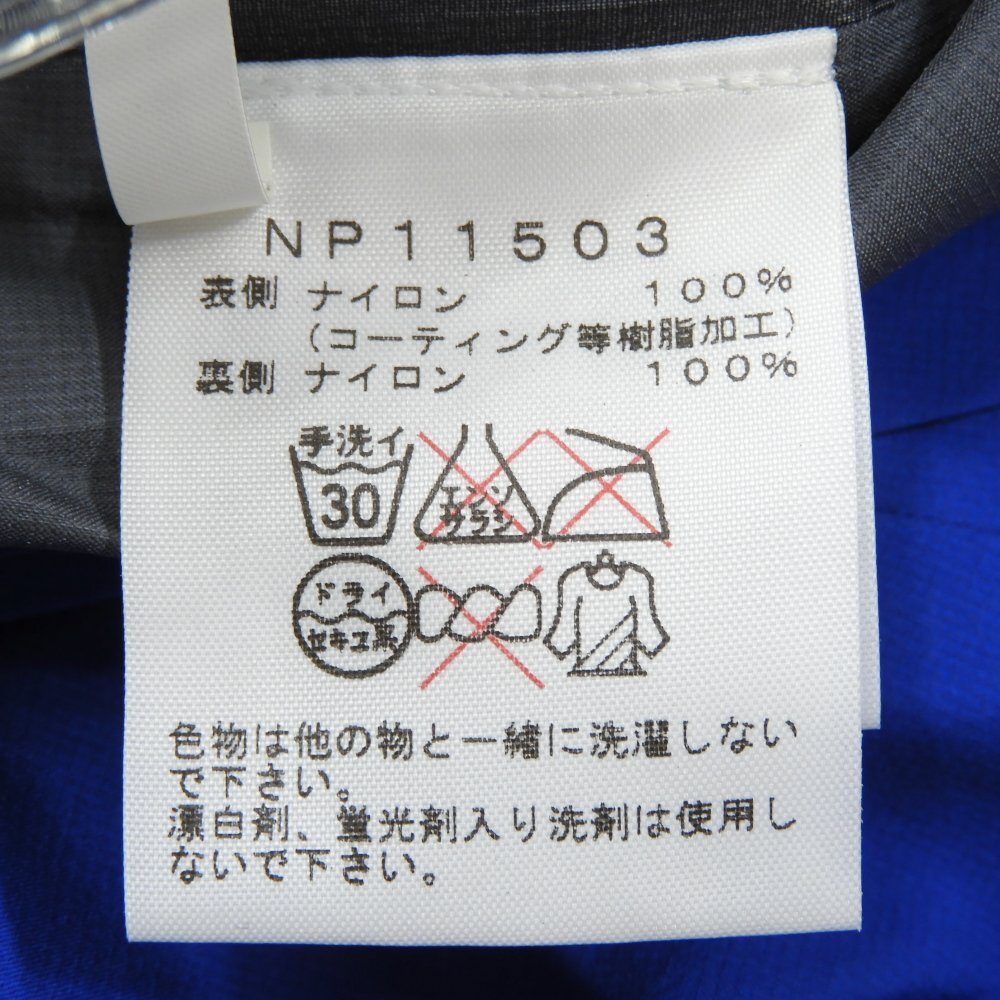 NP11503
表側 ナイロン 100%
(コーティング等樹脂加工)
裏側 ナイロン 100%
手洗イ
30
エンソ
サラシ
ドライ
セキユ系
色物は他の物と一緒に洗濯しない
で下さい。
漂白剤、蛍光剤入り洗剤は使用し
ないで下さい。